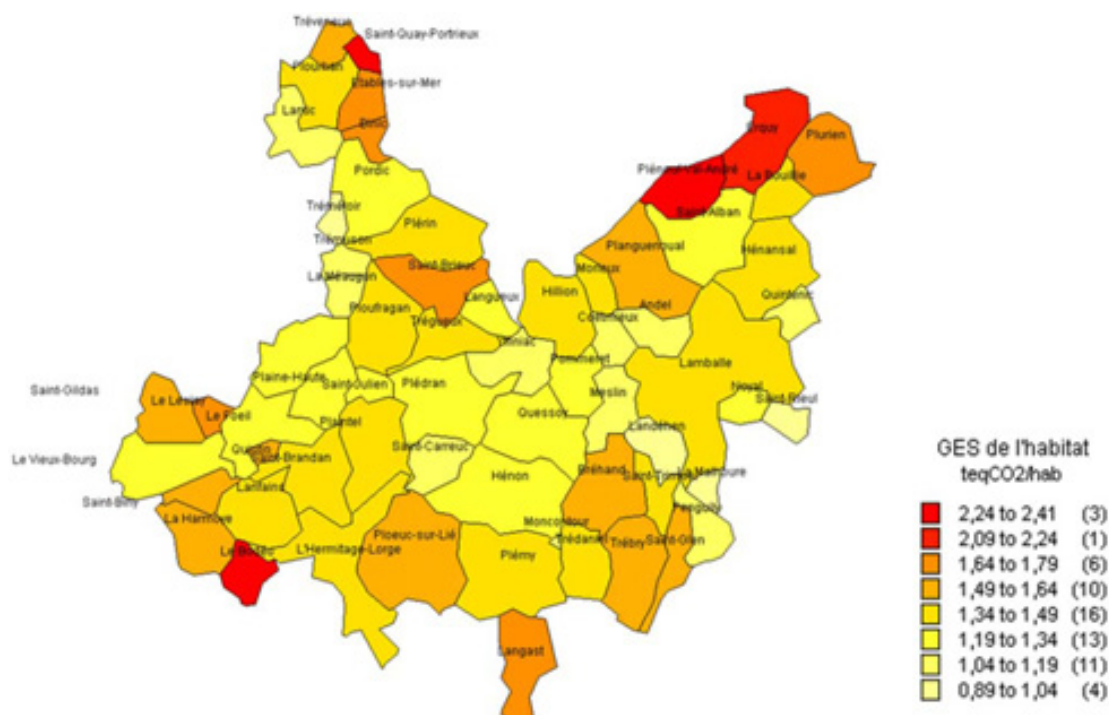 Tréveneuc
Saint-Quay-Portrieux
Plourhan
Etables-sur-Mer
Lantic
Binic
Erquy
Plurien
Pordic
Pléneuf-Val-André
La Bouillie
Tréméloir
Saint-Alban
Plérin
Trémuson
Planguenoual
Hénansal
Saint-Brieuc
Morieux
La Méaugon
Langueux
Hillion
Quintenic
Ploufragan
Andel
Trégueux
Coëtmieux
Yffiniac
Pommeret
Lamballe
Plaine-Haute
Saint-Julien
Plédran
Saint-Gildas
Meslin
Noyal
Le Leslay
Saint-Rieul
Le Foeil
Quessoy
Plaintel
Landéhen
Saint-Carreuc
Quintin
Saint-Brandan
Le Vieux-Bourg
Bréhand
La Malhoure
Hénon
Lanfains
Saint-Bihy
Penguily
La Harmoye
Moncontour
Ploeuc-sur-Lié
Trédaniel
Trébry
Saint-Glen
Le Bodéo
L'Hermitage-Lorge
Plémy
Langast
GES de l'habitat
teqCO2/hab
2,24 to 2,41 (3)
2,09 to 2,24 (1)
1,64 to 1,79 (6)
1,49 to 1,64 (10)
1,34 to 1,49 (16)
1,19 to 1,34 (13)
1,04 to 1,19 (11)
0,89 to 1,04 (4)